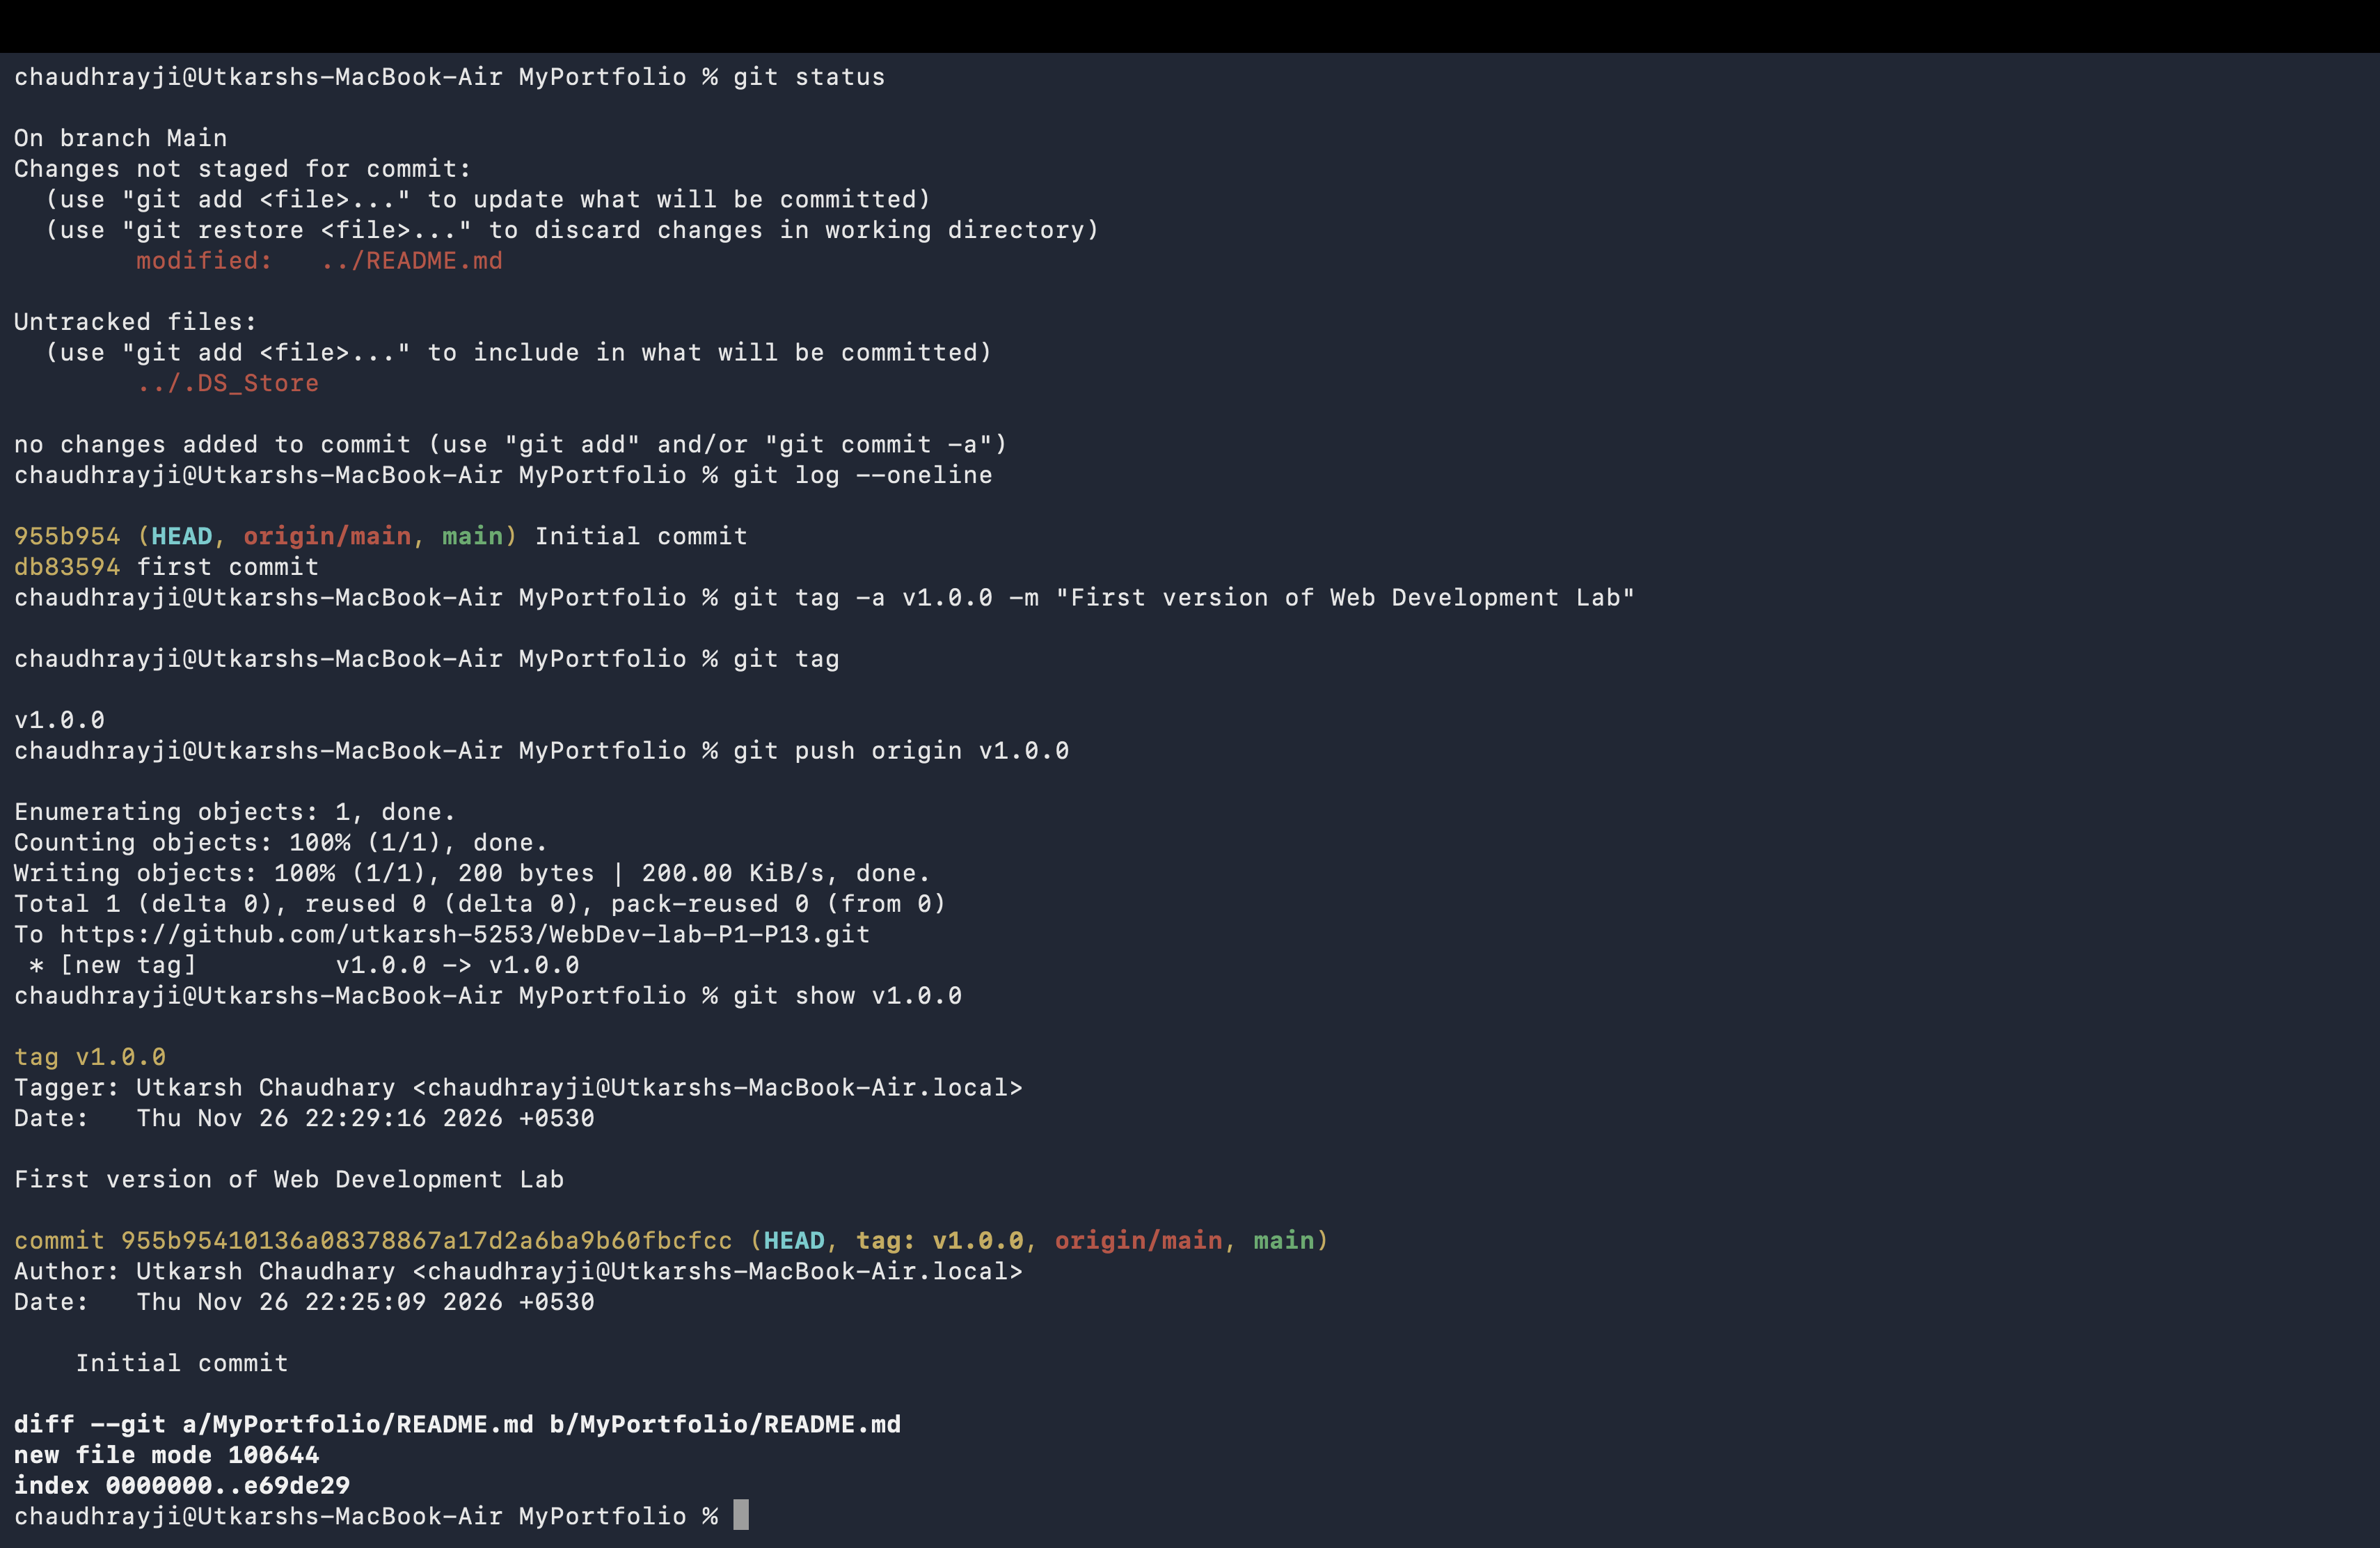 chaudhrayji@Utkarshs-MacBook-Air MyPortfolio % git status
On branch Main
Changes not staged for commit:
  (use "git add <file>..." to update what will be committed)
  (use "git restore <file>..." to discard changes in working directory)
        modified:   ../README.md
Untracked files:
  (use "git add <file>..." to include in what will be committed)
        ../.DS_Store
no changes added to commit (use "git add" and/or "git commit -a")
chaudhrayji@Utkarshs-MacBook-Air MyPortfolio % git log --oneline
955b954 (HEAD, origin/main, main) Initial commit
db83594 first commit
chaudhrayji@Utkarshs-MacBook-Air MyPortfolio % git tag -a v1.0.0 -m "First version of Web Development Lab"
chaudhrayji@Utkarshs-MacBook-Air MyPortfolio % git tag
v1.0.0
chaudhrayji@Utkarshs-MacBook-Air MyPortfolio % git push origin v1.0.0
Enumerating objects: 1, done.
Counting objects: 100% (1/1), done.
Writing objects: 100% (1/1), 200 bytes | 200.00 KiB/s, done.
Total 1 (delta 0), reused 0 (delta 0), pack-reused 0 (from 0)
To https://github.com/utkarsh-5253/WebDev-lab-P1-P13.git
 * [new tag]         v1.0.0 -> v1.0.0
chaudhrayji@Utkarshs-MacBook-Air MyPortfolio % git show v1.0.0
tag v1.0.0
Tagger: Utkarsh Chaudhary <chaudhrayji@Utkarshs-MacBook-Air.local>
Date:   Thu Nov 26 22:29:16 2026 +0530
First version of Web Development Lab
commit 955b95410136a08378867a17d2a6ba9b60fbcfcc (HEAD, tag: v1.0.0, origin/main, main)
Author: Utkarsh Chaudhary <chaudhrayji@Utkarshs-MacBook-Air.local>
Date:   Thu Nov 26 22:25:09 2026 +0530
    Initial commit
diff --git a/MyPortfolio/README.md b/MyPortfolio/README.md
new file mode 100644
index 0000000..e69de29
chaudhrayji@Utkarshs-MacBook-Air MyPortfolio %